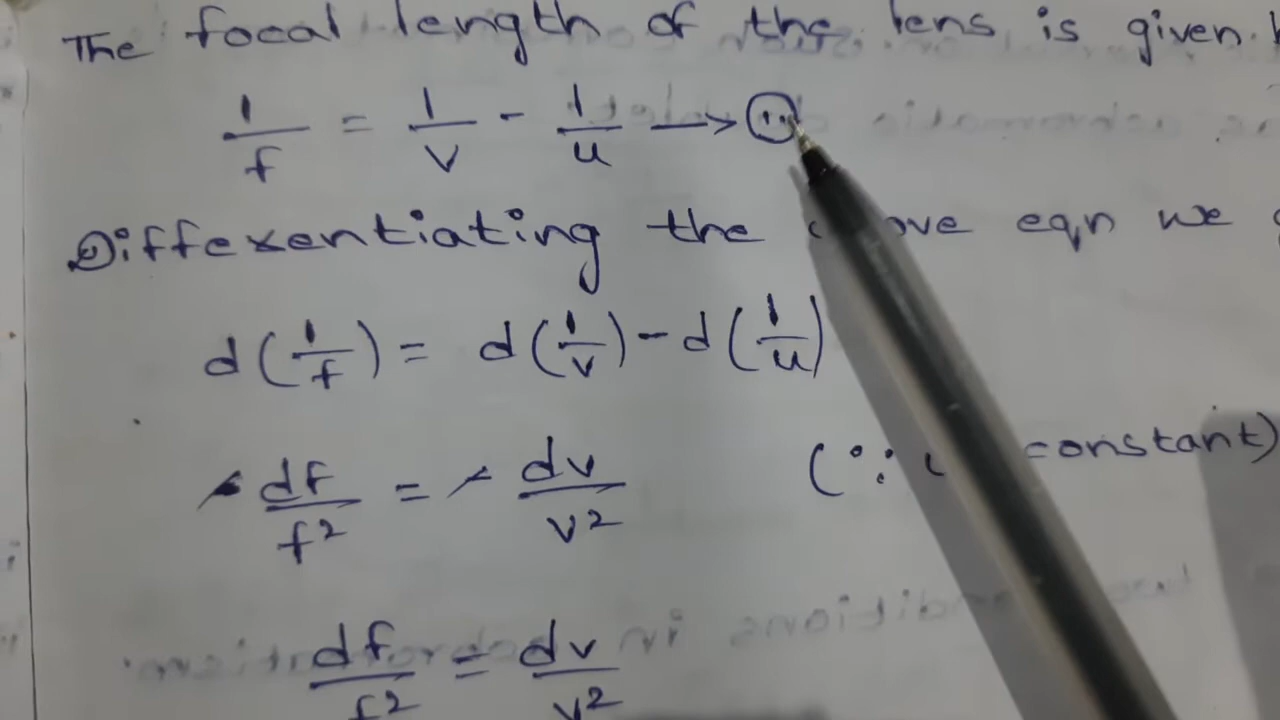 The focal length of the lens is given
1/f = 1/v - 1/u → (..)
Differentiating the above eqn we
d(1/f) = d(1/v) - d(1/u)
- df/f² = - dv/v² (∵ constant)
df/f² = dv/v²